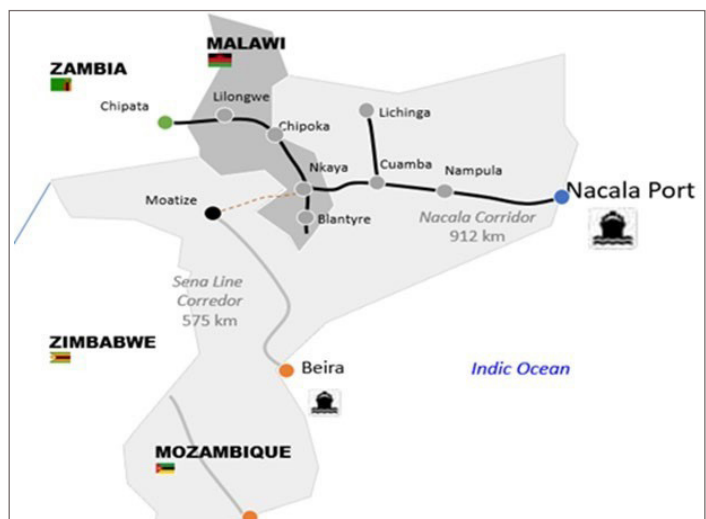 MALAWI
ZAMBIA
Lilongwe
Chipata
Lichinga
Chipoka
Nkaya
Cuamba
Nampula
Moatize
Nacala Port
Blantyre
Nacala Corridor
912 km
Sena Line
Corredor
575 km
ZIMBABWE
Beira
Indic Ocean
MOZAMBIQUE